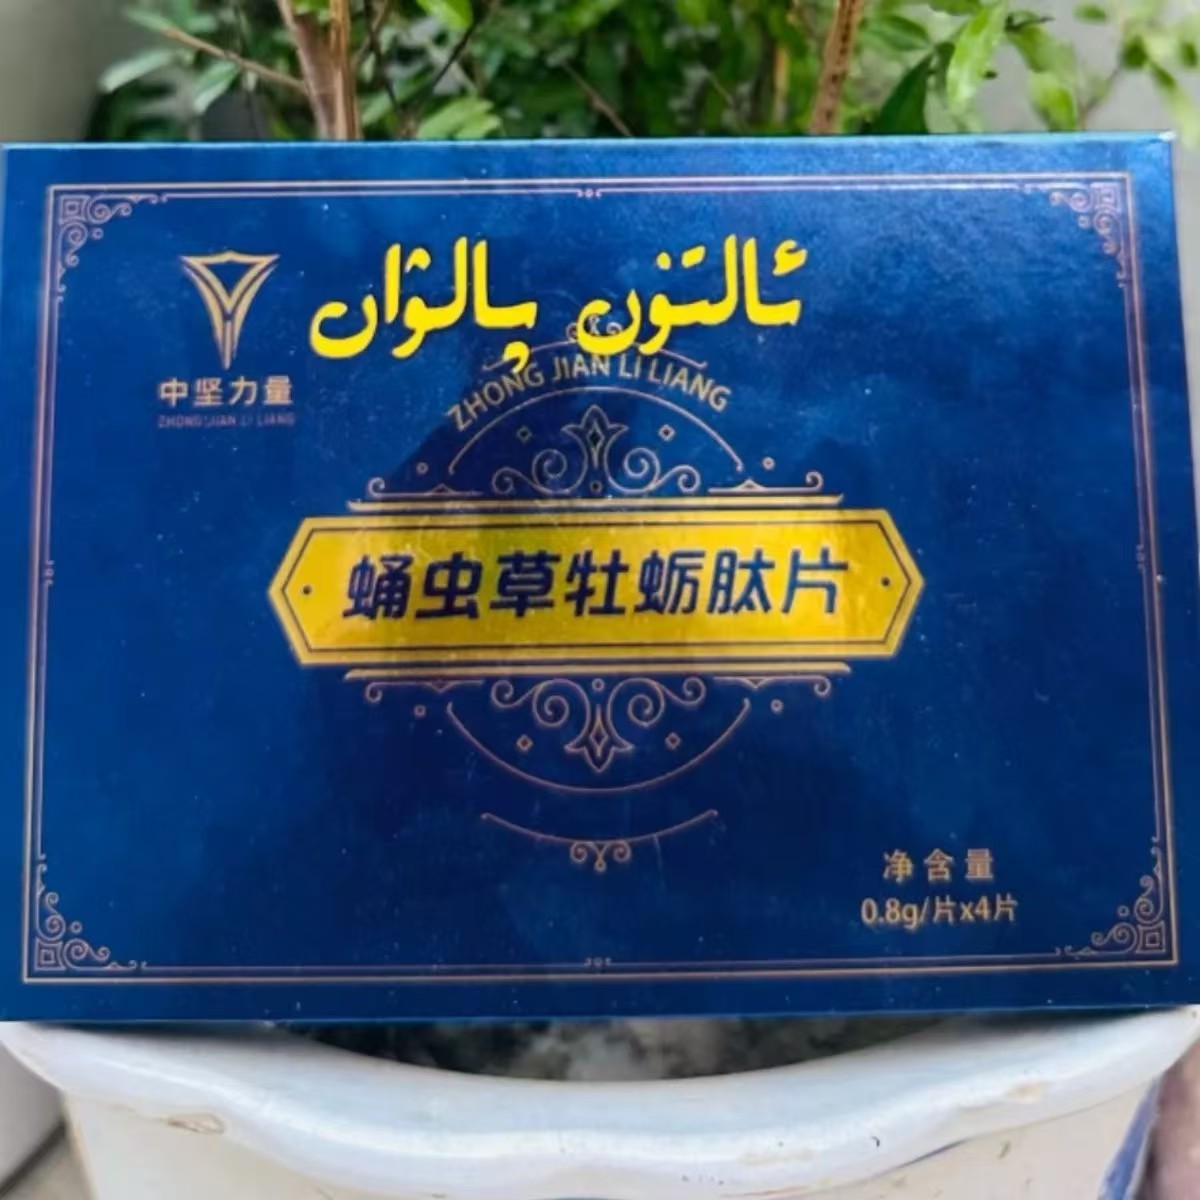 ئالتۇن پالۋان
中坚力量
ZHONG JIAN LI LIANG
ZHONG JIAN LI LIANG
蛹虫草牡蛎肽片
净含量
0.8g/片x4片